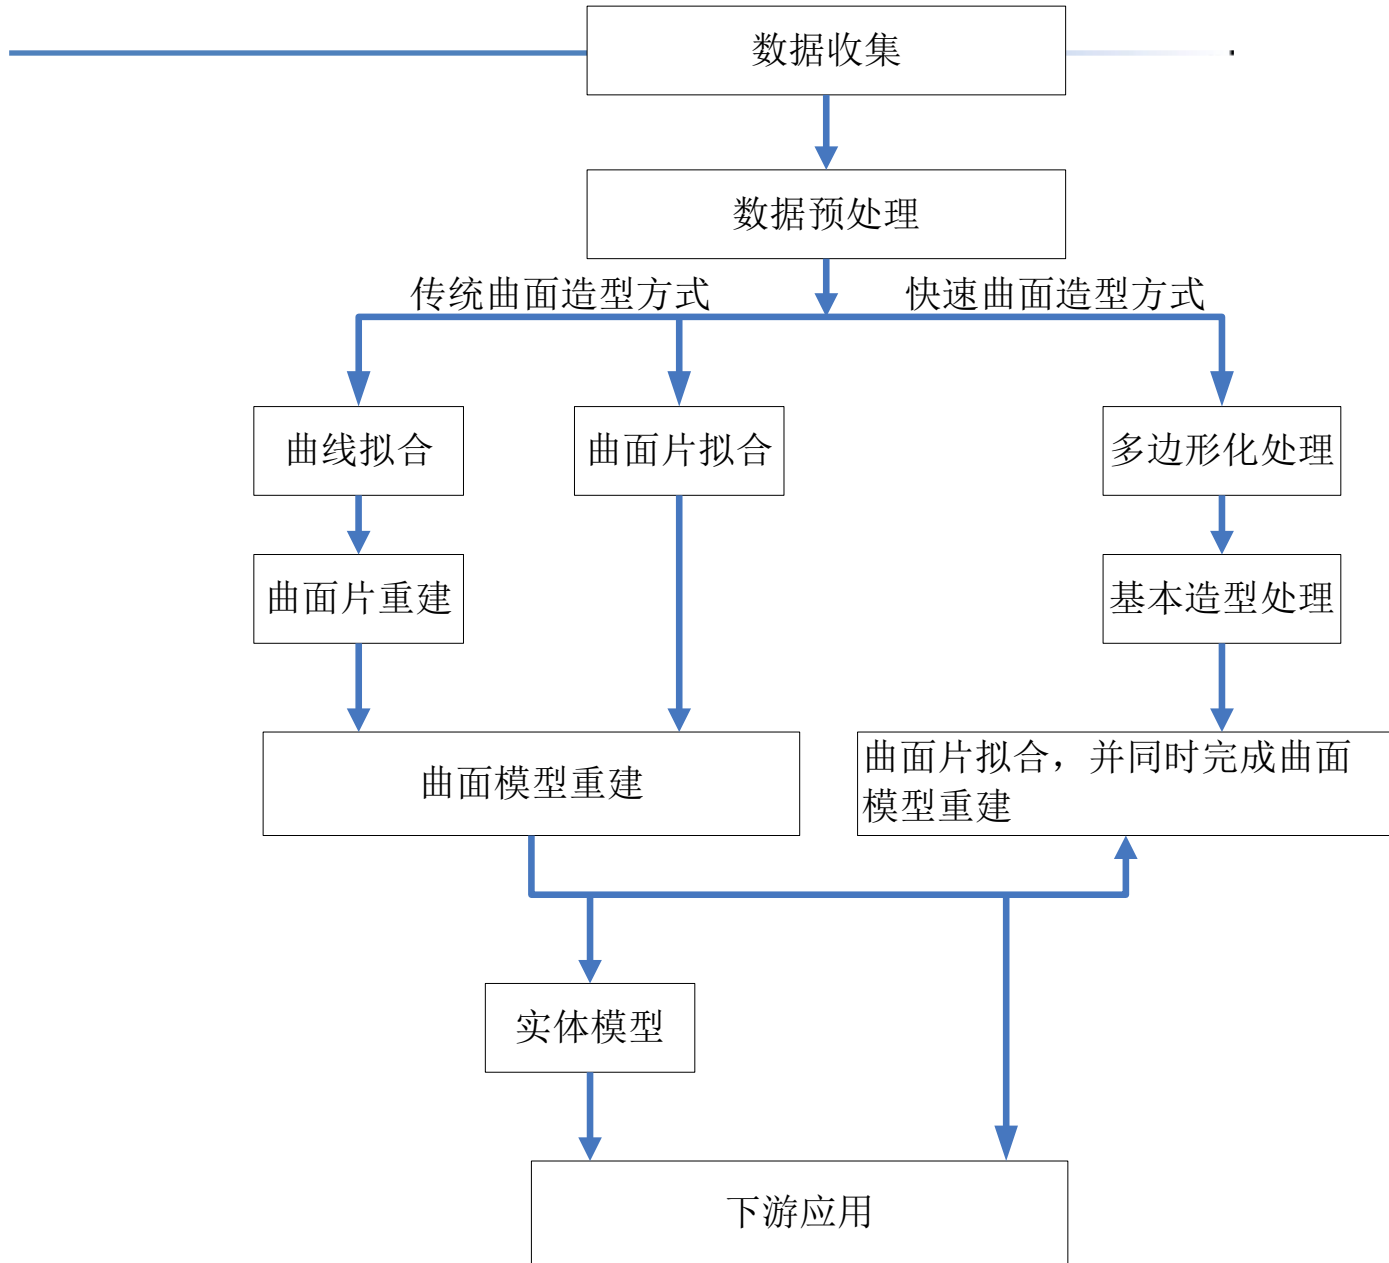 数据收集
数据预处理
传统曲面造型方式
快速曲面造型方式
曲线拟合
曲面片拟合
多边形化处理
曲面片重建
基本造型处理
曲面模型重建
曲面片拟合，并同时完成曲面
模型重建
实体模型
下游应用